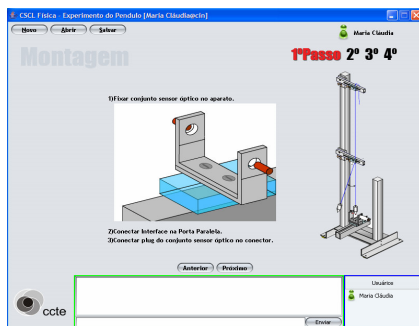 CSCL Física - Experimento do Pendulo [Maria Cláudia@cin]
Novo Abrir Salvar
Maria Cláudia
Montagem
1ºPasso 2º 3º 4º
1)Fixar conjunto sensor óptico no aparato.
2)Conectar Interface na Porta Paralela.
3)Conectar plug do conjunto sensor óptico no conector.
Anterior Próximo
Usuários
Maria Cláudia
ccte
Enviar